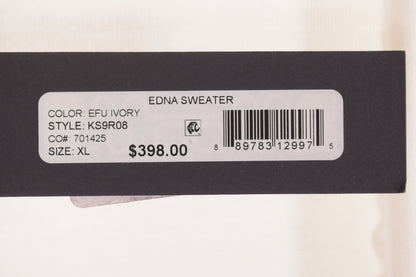 EDNA SWEATER
COLOR: EFU IVORY
STYLE: KS9R08
CO#: 701425
SIZE: XL
$398.00
8 89783 12997 5